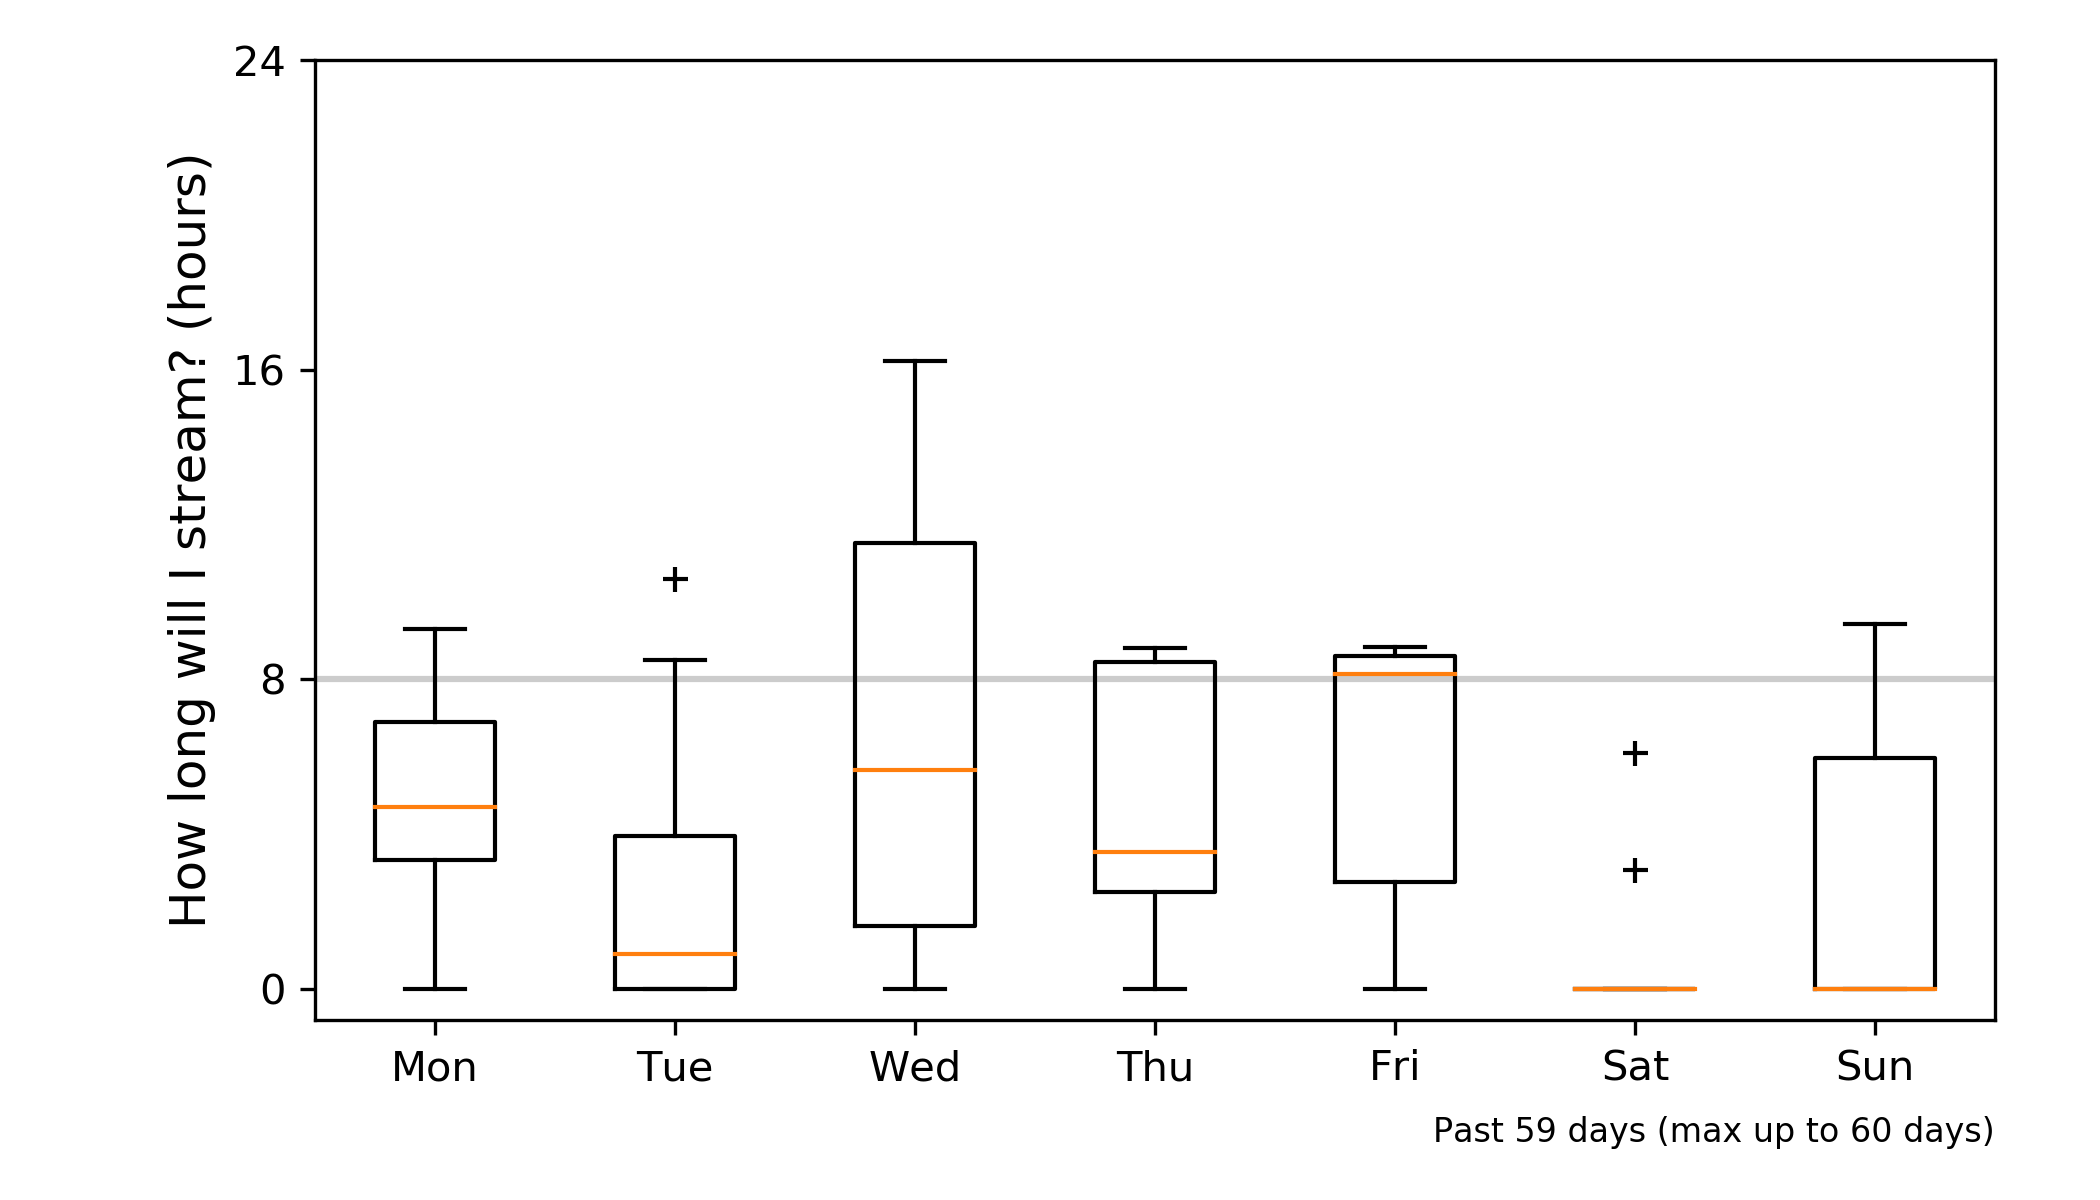 How long will I stream? (hours)
24
16
8
0
Mon Tue Wed Thu Fri Sat Sun
Past 59 days (max up to 60 days)